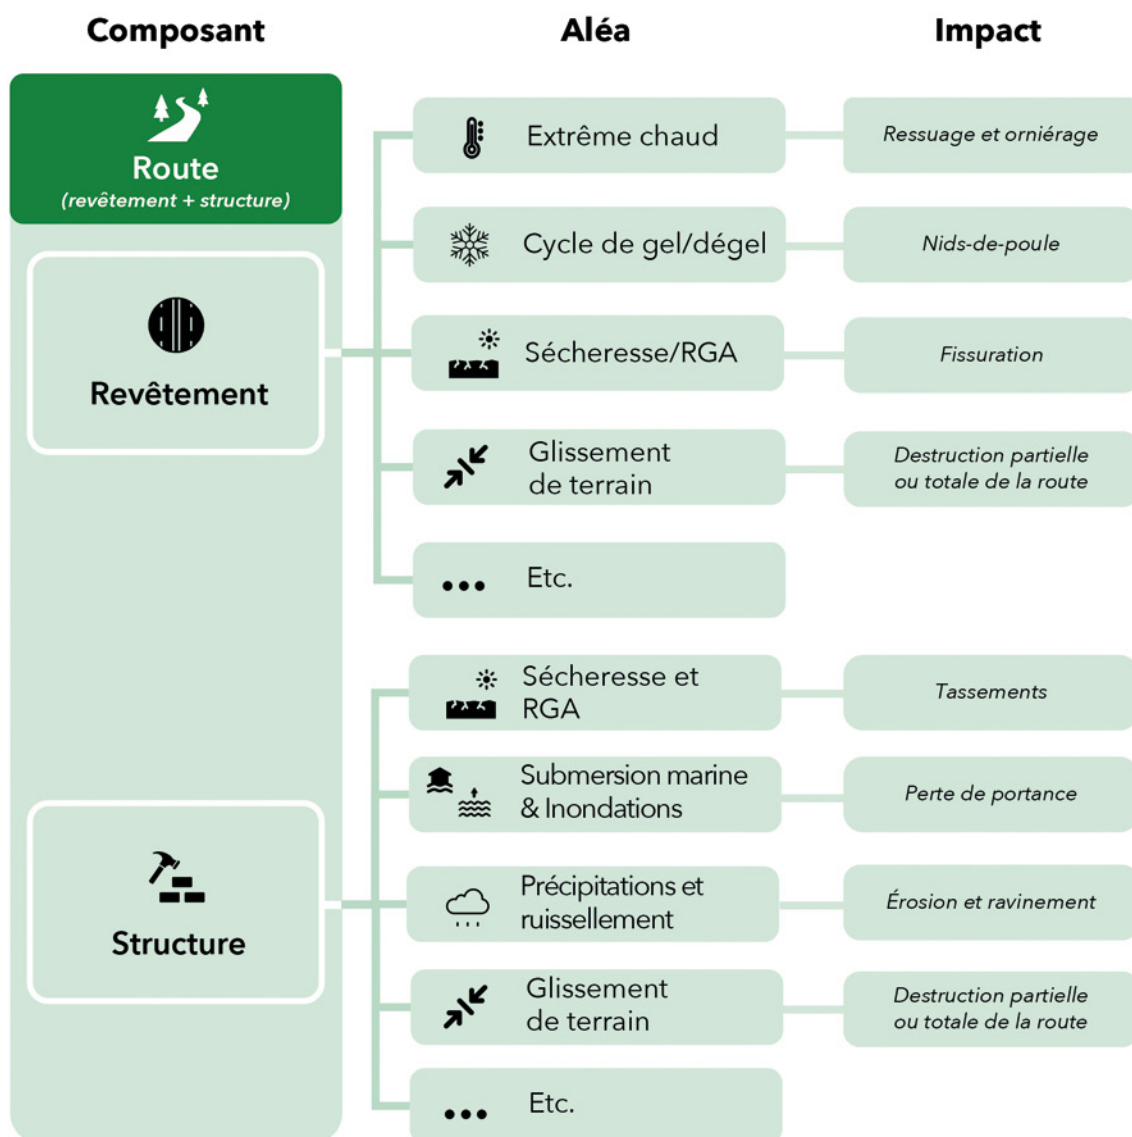 Composant
Aléa
Impact
Route
(revêtement + structure)
Revêtement
Extrême chaud
Ressuage et orniérage
Cycle de gel/dégel
Nids-de-poule
Sécheresse/RGA
Fissuration
Glissement
de terrain
Destruction partielle
ou totale de la route
Etc.
Structure
Sécheresse et
RGA
Tassements
Submersion marine
& Inondations
Perte de portance
Précipitations et
ruissellement
Érosion et ravinement
Glissement
de terrain
Destruction partielle
ou totale de la route
Etc.